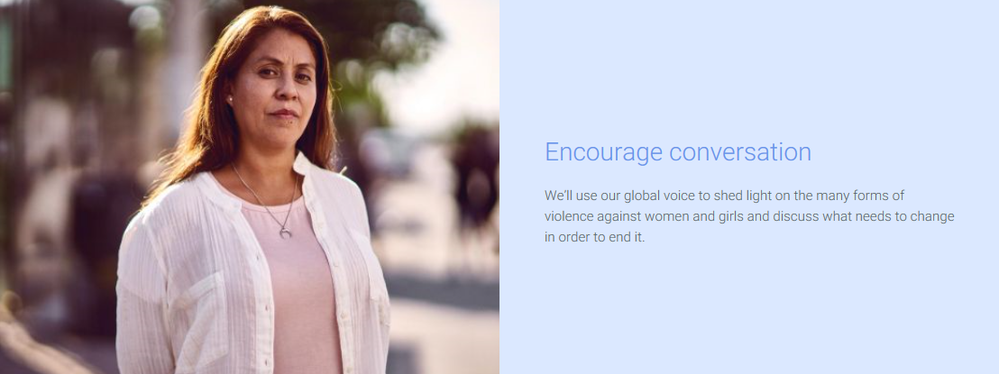 Encourage conversation
We'll use our global voice to shed light on the many forms of
violence against women and girls and discuss what needs to change
in order to end it.